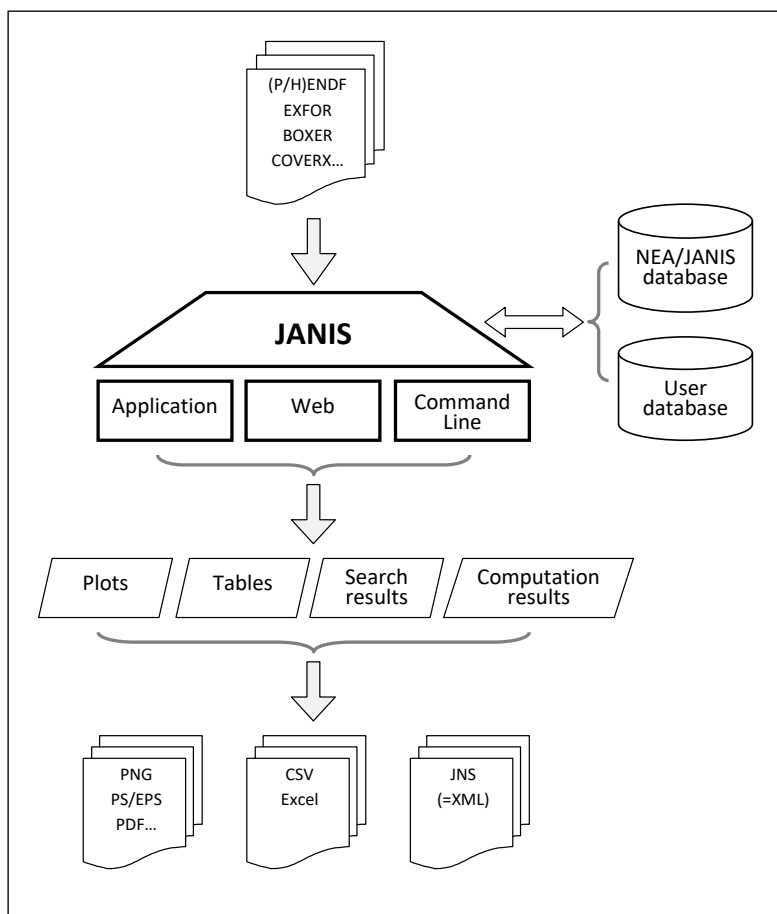 (P/H)ENDF
EXFOR
BOXER
COVERX...
NEA/JANIS
database
JANIS
User
database
Application
Web
Command
Line
Plots
Tables
Search
results
Computation
results
PNG
PS/EPS
PDF...
CSV
Excel
JNS
(=XML)